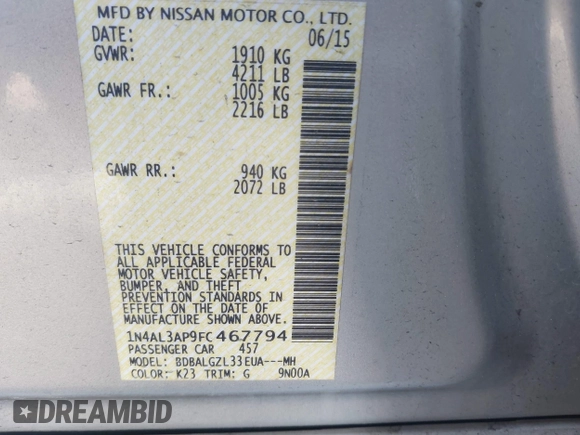 MFD BY NISSAN MOTOR CO., LTD.
DATE: 06/15
GVWR: 1910 KG
4211 LB
GAWR FR.: 1005 KG
2216 LB
GAWR RR.: 940 KG
2072 LB
THIS VEHICLE CONFORMS TO
ALL APPLICABLE FEDERAL
MOTOR VEHICLE SAFETY,
BUMPER, AND THEFT
PREVENTION STANDARDS IN
EFFECT ON THE DATE OF
MANUFACTURE SHOWN ABOVE.
1N4AL3AP9FC467794
PASSENGER CAR 457
MODEL: BDBALGZL33EUA---MH
COLOR: K23 TRIM: G 9N00A
DREAMBID